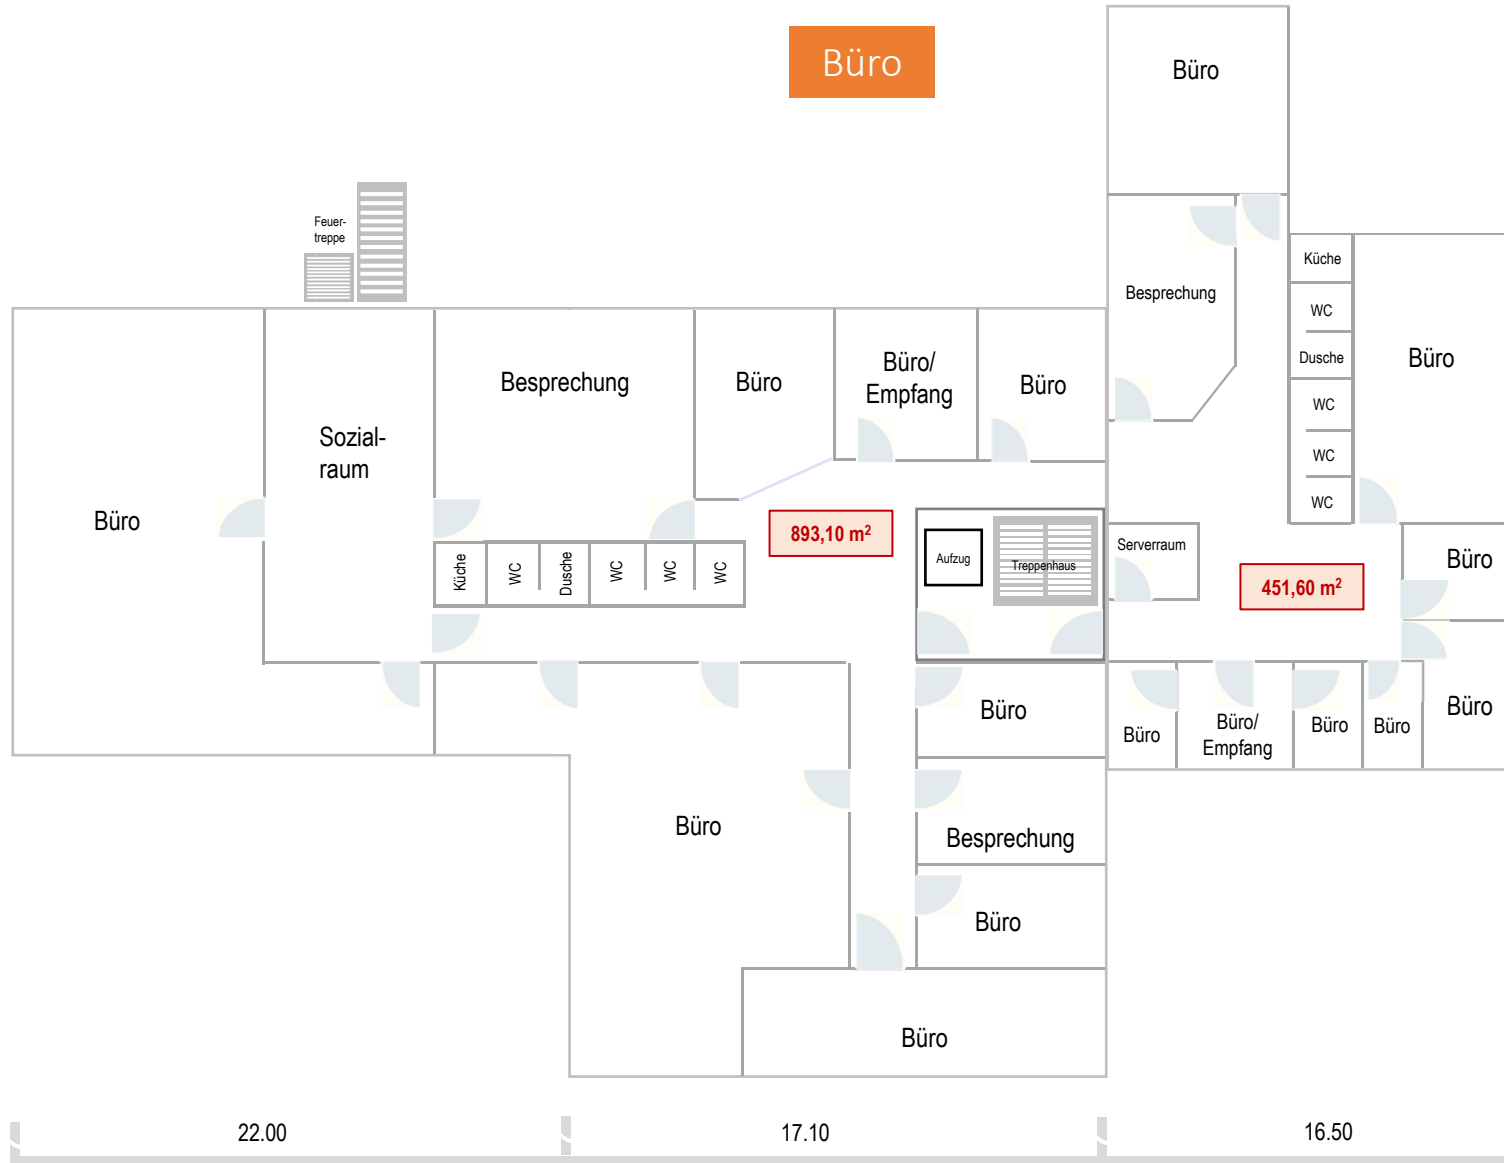 Büro
Büro
Feuer-
treppe
Küche
WC
Besprechung
Dusche
Büro
WC
WC
WC
Besprechung
Büro
Büro/
Empfang
Büro
Sozial-
raum
Büro
893,10 m²
Aufzug
Treppenhaus
Serverraum
Büro
451,60 m²
Küche
WC
Dusche
WC
WC
WC
Büro
Büro
Büro/
Empfang
Büro
Büro
Büro
Büro
Besprechung
Büro
Büro
22.00
17.10
16.50